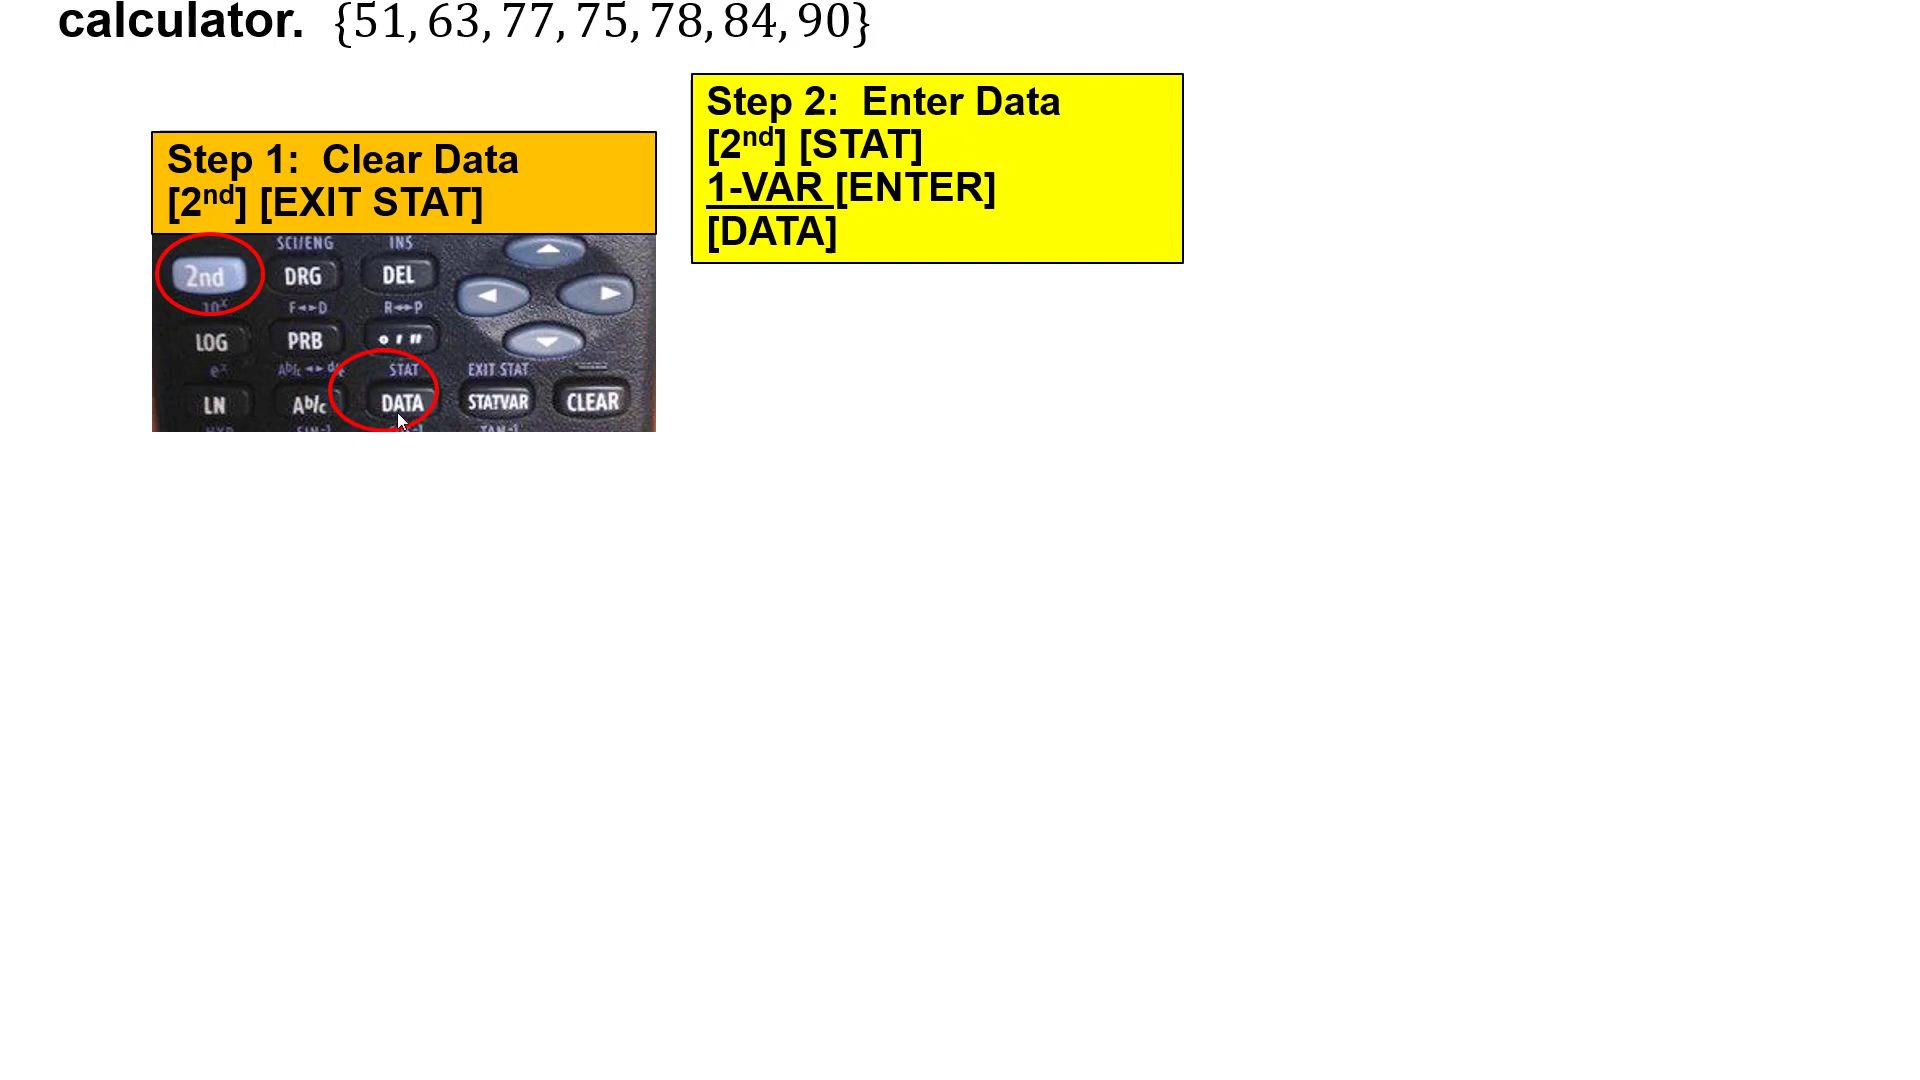 calculator. {51, 63, 77, 75, 78, 84, 90}
Step 1: Clear Data
[2nd] [EXIT STAT]
Step 2: Enter Data
[2nd] [STAT]
1-VAR [ENTER]
[DATA]
SCI/ENG INS
2nd DRG DEL
10ˣ F◄►D R◄►P
LOG PRB ° ' "
eˣ STAT EXIT STAT
LN Ab/c DATA STATVAR CLEAR